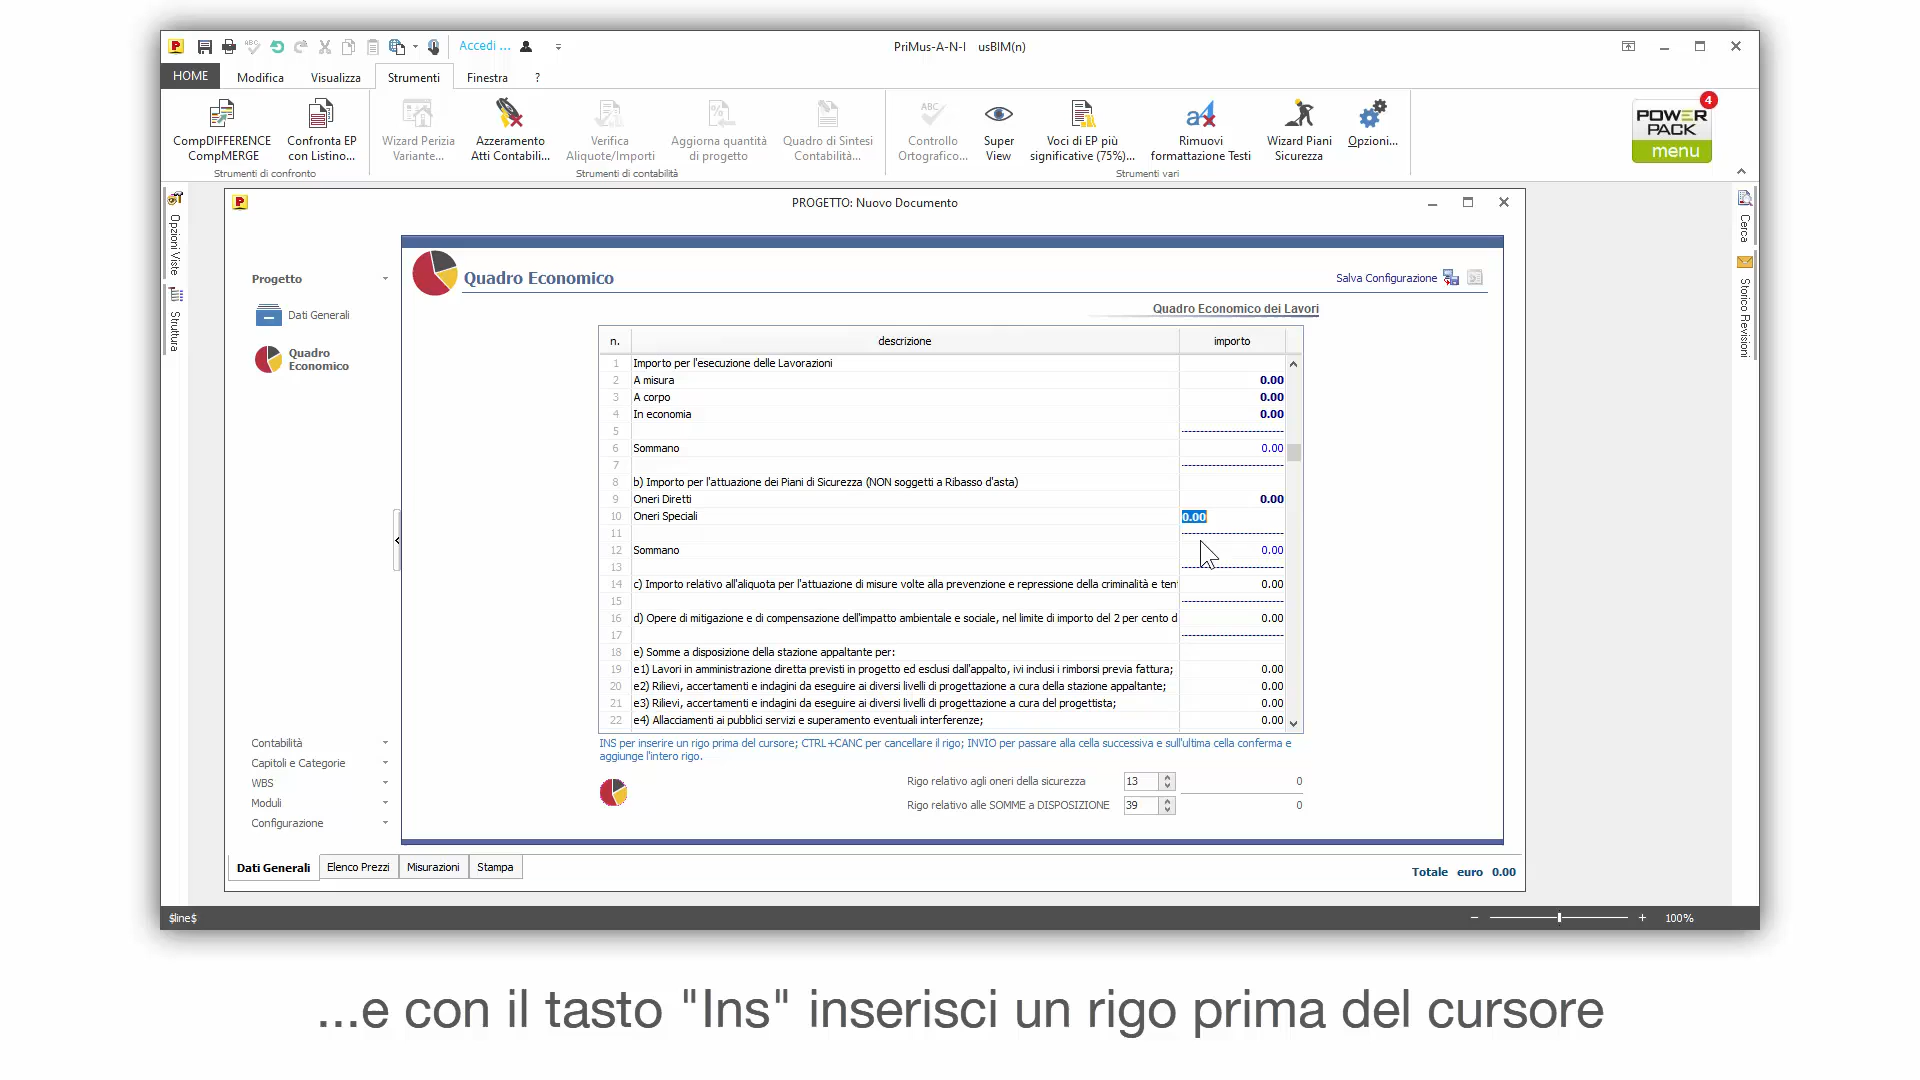 P ABC Accedi ... PriMus-A-N-I usBIM(n)
HOME Modifica Visualizza Strumenti Finestra ?
CompDIFFERENCE
CompMERGE
Confronta EP
con Listino...
Strumenti di confronto
Wizard Perizia
Variante...
Azzeramento
Atti Contabili...
Verifica
Aliquote/Importi
Aggiorna quantità
di progetto
Quadro di Sintesi
Contabilità...
Strumenti di contabilità
ABC
Controllo
Ortografico...
Super
View
Voci di EP più
significative (75%)...
Rimuovi
formattazione Testi
Wizard Piani
Sicurezza
Opzioni...
Strumenti vari
4
POWER
PACK
menu
Opzioni Viste
Struttura
Cerca
Storico Revisioni
P PROGETTO: Nuovo Documento
Progetto
Dati Generali
Quadro
Economico
Contabilità
Capitoli e Categorie
WBS
Moduli
Configurazione
Quadro Economico
Salva Configurazione
Quadro Economico dei Lavori
n. descrizione importo
1 Importo per l'esecuzione delle Lavorazioni
2 A misura 0.00
3 A corpo 0.00
4 In economia 0.00
5 ------------------------------
6 Sommano 0.00
7 ------------------------------
8 b) Importo per l'attuazione dei Piani di Sicurezza (NON soggetti a Ribasso d'asta)
9 Oneri Diretti 0.00
10 Oneri Speciali 0.00
11 ------------------------------
12 Sommano 0.00
13 ------------------------------
14 c) Importo relativo all'aliquota per l'attuazione di misure volte alla prevenzione e repressione della criminalità e ten 0.00
15 ------------------------------
16 d) Opere di mitigazione e di compensazione dell'impatto ambientale e sociale, nel limite di importo del 2 per cento d 0.00
17 ------------------------------
18 e) Somme a disposizione della stazione appaltante per:
19 e1) Lavori in amministrazione diretta previsti in progetto ed esclusi dall'appalto, ivi inclusi i rimborsi previa fattura; 0.00
20 e2) Rilievi, accertamenti e indagini da eseguire ai diversi livelli di progettazione a cura della stazione appaltante; 0.00
21 e3) Rilievi, accertamenti e indagini da eseguire ai diversi livelli di progettazione a cura del progettista; 0.00
22 e4) Allacciamenti ai pubblici servizi e superamento eventuali interferenze; 0.00
INS per inserire un rigo prima del cursore; CTRL+CANC per cancellare il rigo; INVIO per passare alla cella successiva e sull'ultima cella conferma e
aggiunge l'intero rigo.
Rigo relativo agli oneri della sicurezza 13 0
Rigo relativo alle SOMME a DISPOSIZIONE 39 0
Dati Generali Elenco Prezzi Misurazioni Stampa
Totale euro 0.00
$line$ 100%
...e con il tasto "Ins" inserisci un rigo prima del cursore